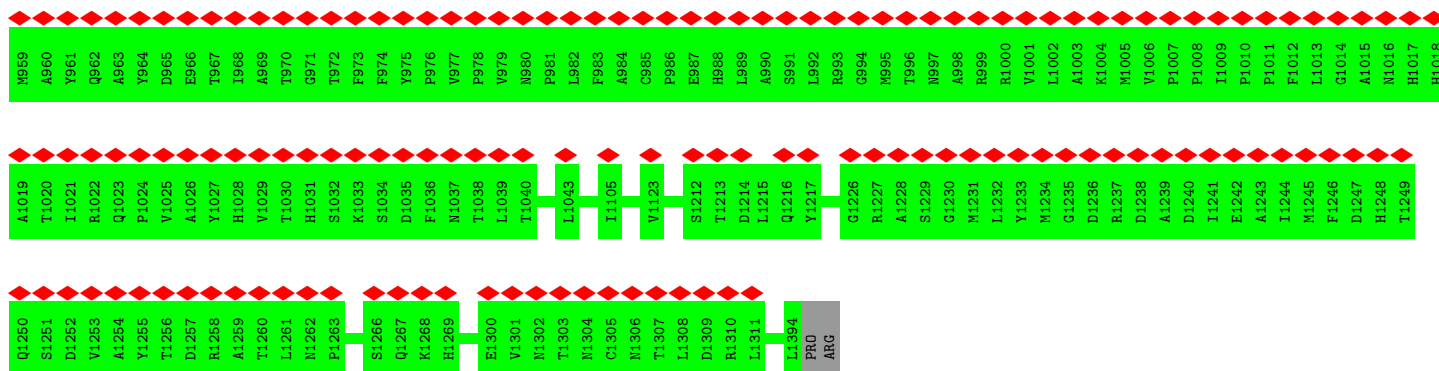 M959 A960 Y961 Q962 A963 Y964 D965 E966 T967 I968 A969 T970 G971 T972 F973 F974 Y975 P976 V977 P978 V979 N980 P981 L982 F983 A984 C985 P986 E987 H988 L989 A990 S991 L992 R993 G994 M995 T996 N997 A998 R999 R1000 V1001 L1002 A1003 K1004 M1005 V1006 P1007 P1008 I1009 P1010 P1011 F1012 L1013 G1014 A1015 N1016 H1017 H1018
A1019 T1020 I1021 R1022 Q1023 P1024 V1025 A1026 Y1027 H1028 V1029 T1030 H1031 S1032 K1033 S1034 D1035 F1036 N1037 T1038 L1039 T1040 L1043 I1105 V1123 S1212 T1213 D1214 L1215 Q1216 Y1217 G1226 R1227 A1228 S1229 G1230 M1231 L1232 Y1233 M1234 G1235 D1236 R1237 D1238 A1239 D1240 I1241 E1242 A1243 I1244 M1245 F1246 D1247 H1248 T1249
Q1250 S1251 D1252 V1253 A1254 Y1255 T1256 D1257 R1258 A1259 T1260 L1261 N1262 P1263 S1266 Q1267 K1268 H1269 E1300 V1301 N1302 T1303 N1304 C1305 N1306 T1307 L1308 D1309 R1310 L1311 L1394 PRO ARG